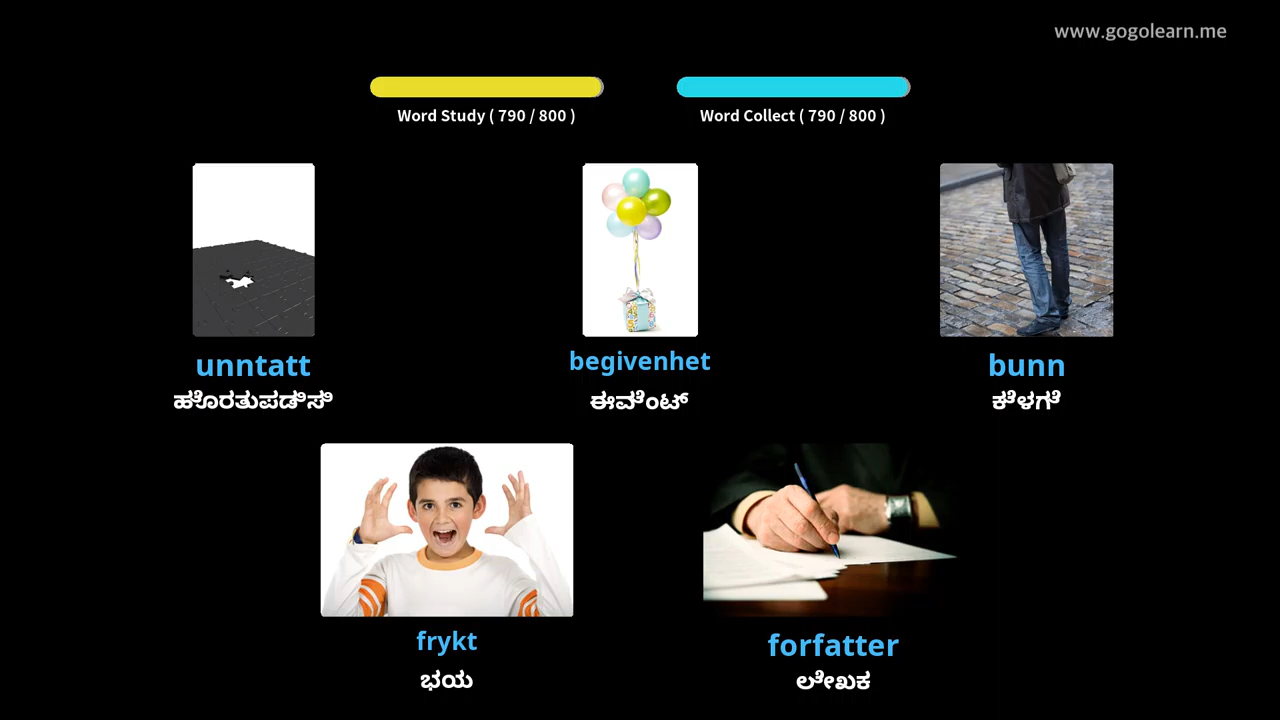 www.gogolearn.me
Word Study ( 790 / 800 )
Word Collect ( 790 / 800 )
unntatt
ಹೊರತುಪಡಿಸಿ
begivenhet
ಈವೆಂಟ್
bunn
ಕೆಳಗೆ
frykt
ಭಯ
forfatter
ಲೇಖಕ